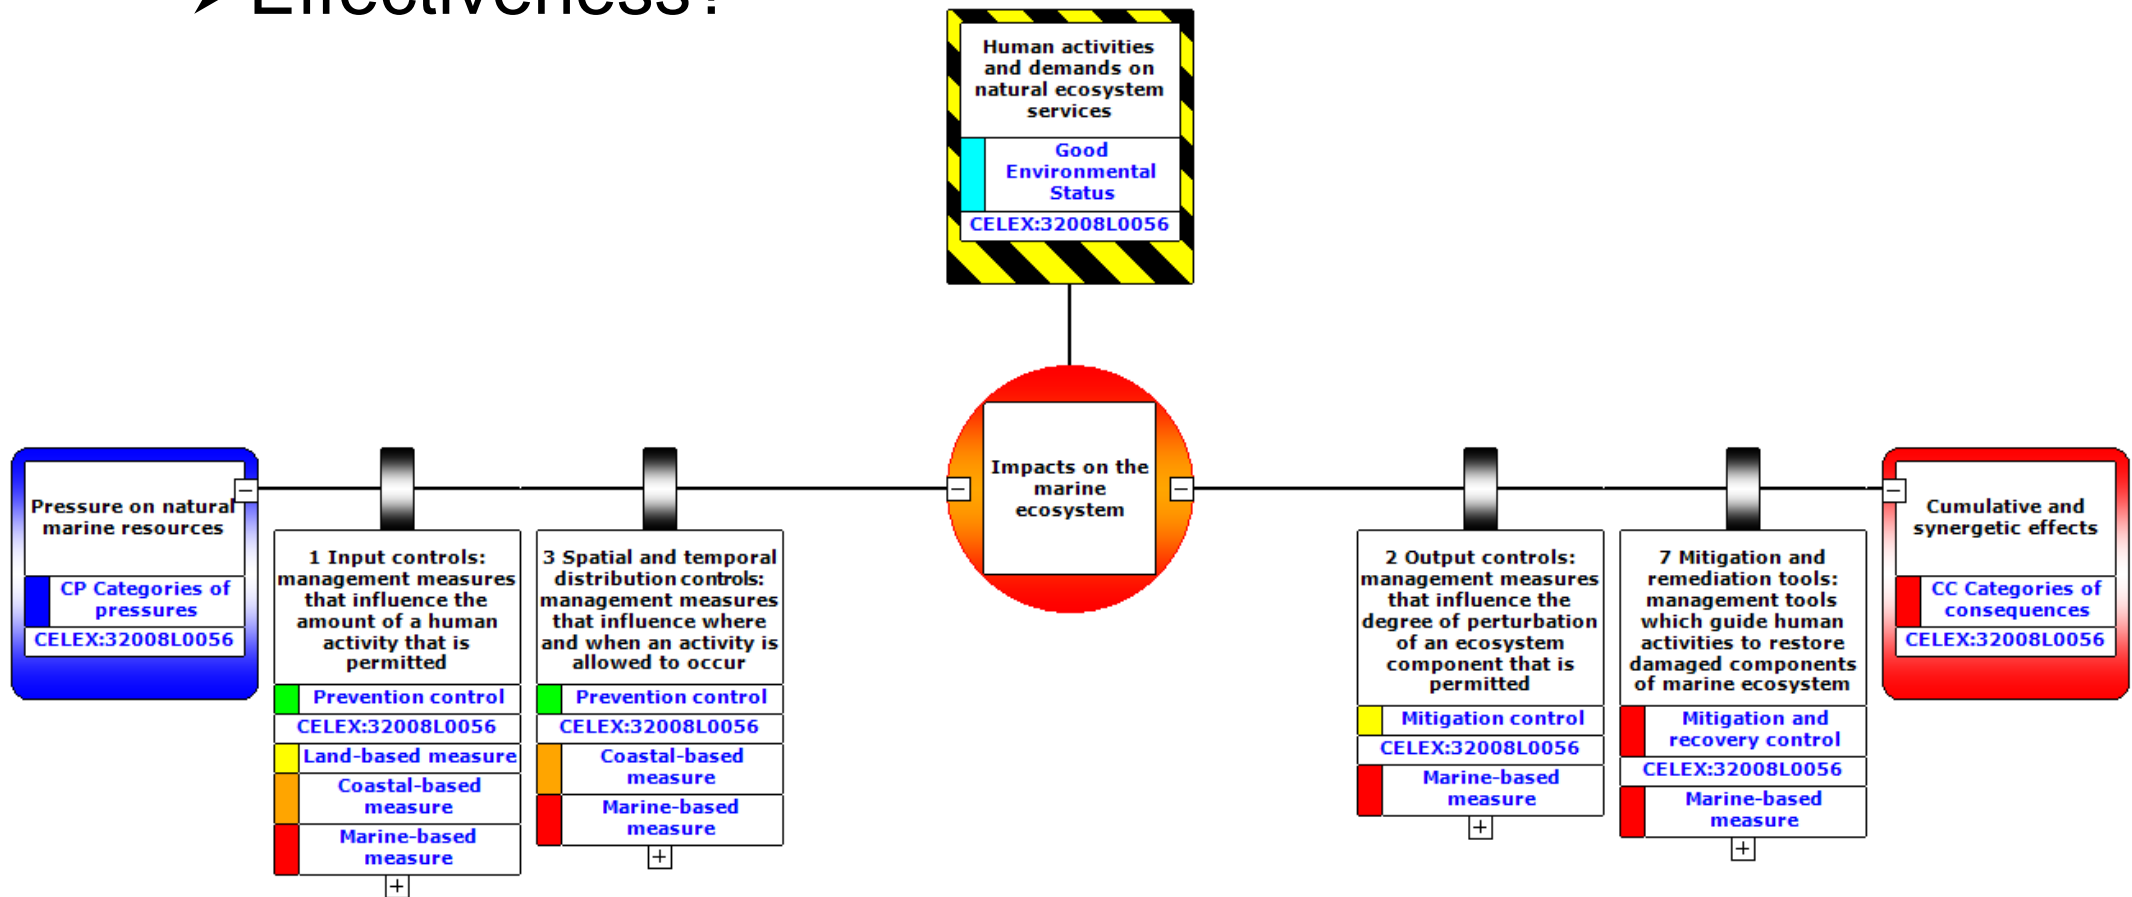 ➢ Effectiveness?
Human activities
and demands on
natural ecosystem
services
Good
Environmental
Status
CELEX:32008L0056
Impacts on the
marine
ecosystem
Pressure on natural
marine resources
CP Categories of
pressures
CELEX:32008L0056
1 Input controls:
management measures
that influence the
amount of a human
activity that is
permitted
Prevention control
CELEX:32008L0056
Land-based measure
Coastal-based
measure
Marine-based
measure
3 Spatial and temporal
distribution controls:
management measures
that influence where
and when an activity is
allowed to occur
Prevention control
CELEX:32008L0056
Coastal-based
measure
Marine-based
measure
2 Output controls:
management measures
that influence the
degree of perturbation
of an ecosystem
component that is
permitted
Mitigation control
CELEX:32008L0056
Marine-based
measure
7 Mitigation and
remediation tools:
management tools
which guide human
activities to restore
damaged components
of marine ecosystem
Mitigation and
recovery control
CELEX:32008L0056
Marine-based
measure
Cumulative and
synergetic effects
CC Categories of
consequences
CELEX:32008L0056